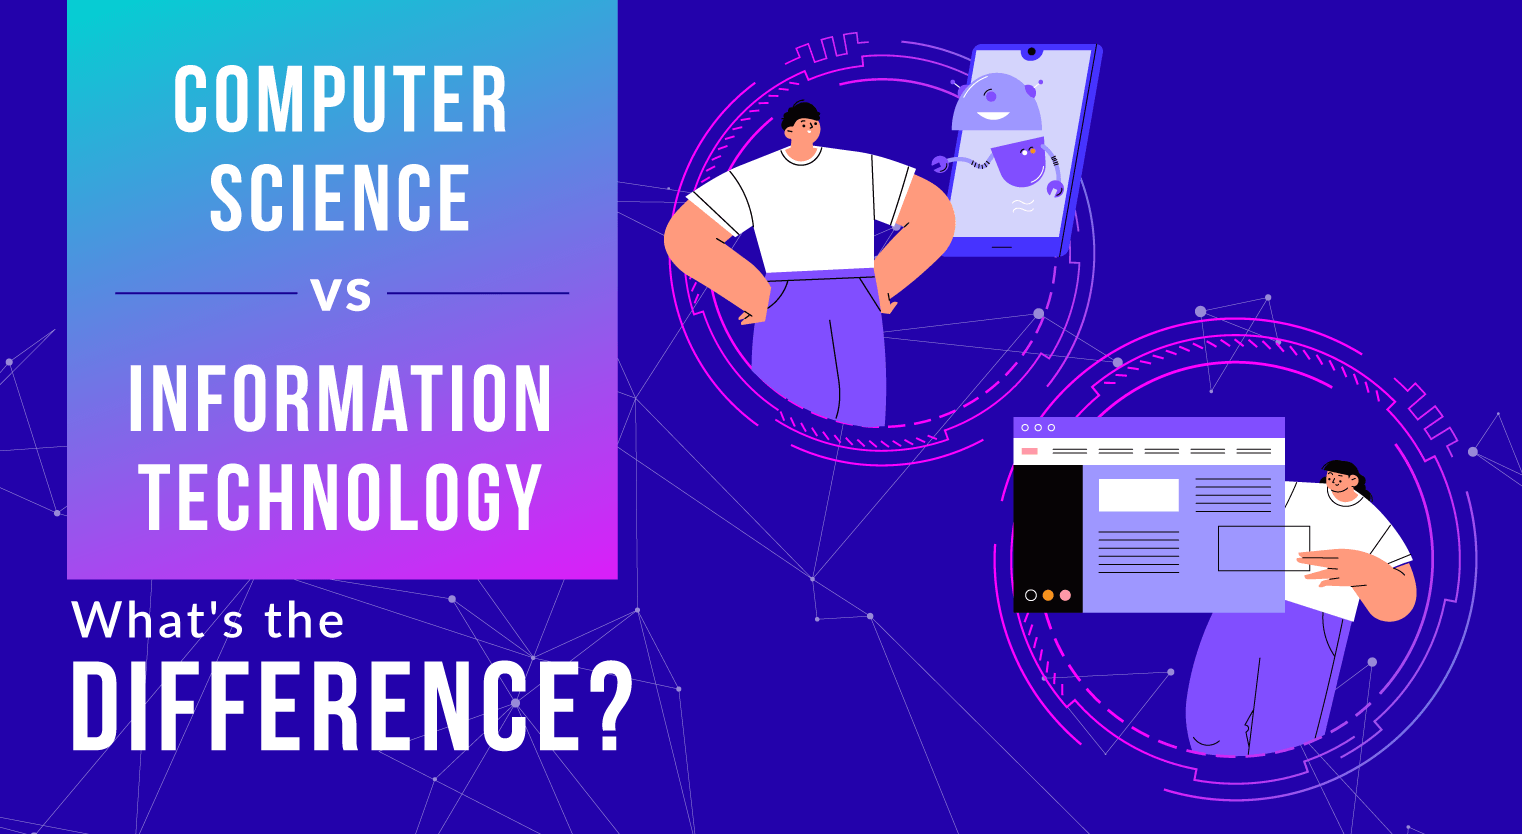 COMPUTER
SCIENCE
vs
INFORMATION
TECHNOLOGY
What's the
DIFFERENCE?